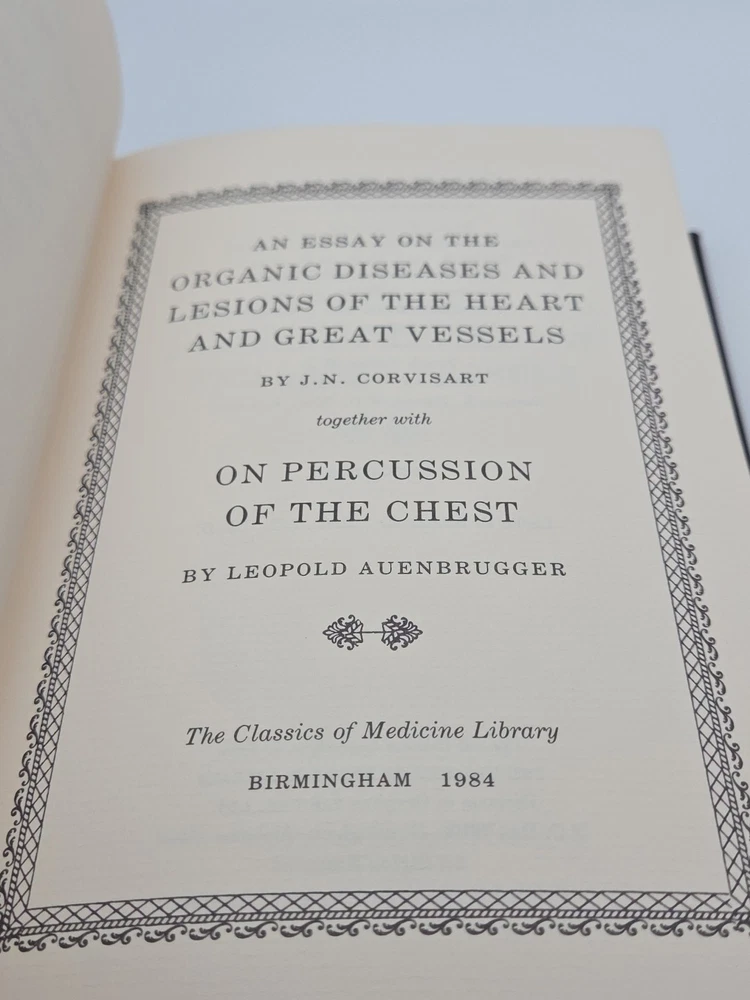 AN ESSAY ON THE
ORGANIC DISEASES AND
LESIONS OF THE HEART
AND GREAT VESSELS
BY J.N. CORVISART
together with
ON PERCUSSION
OF THE CHEST
BY LEOPOLD AUENBRUGGER
The Classics of Medicine Library
BIRMINGHAM 1984